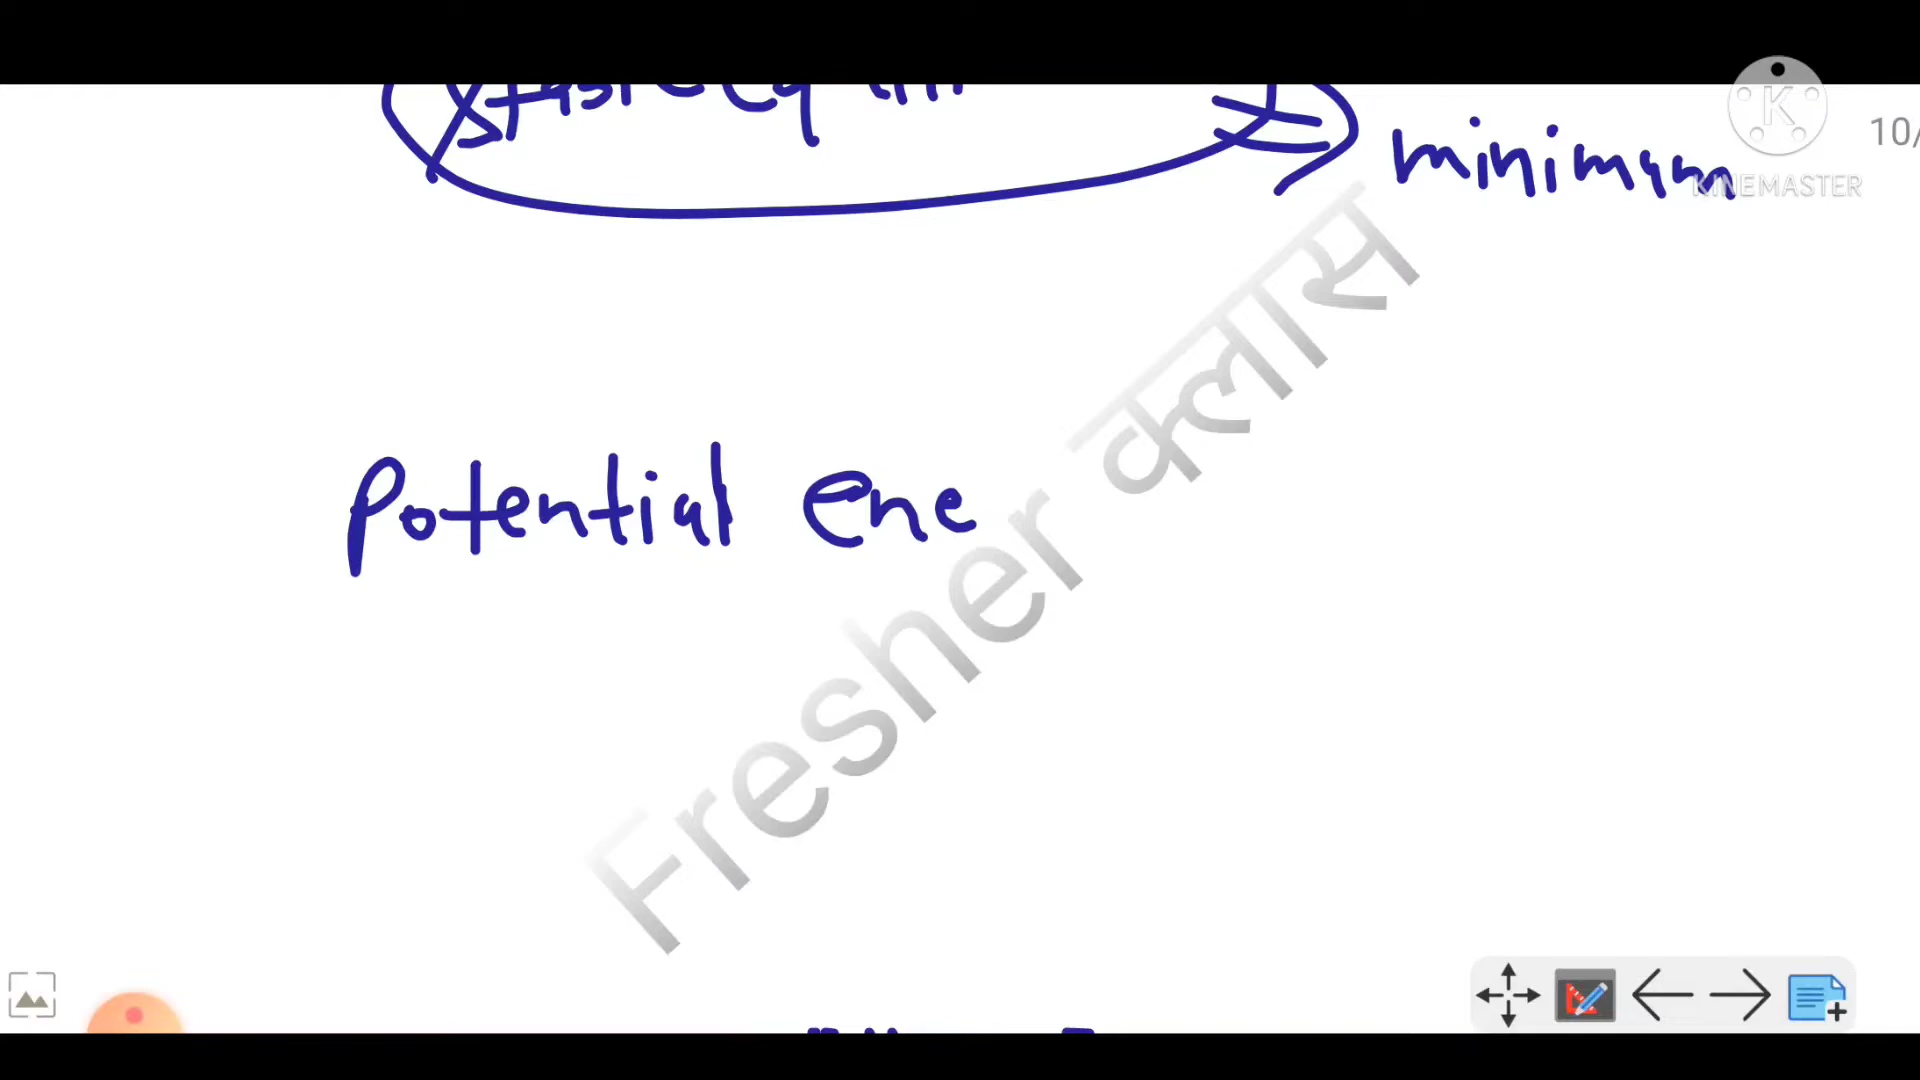 minimum
10/
KINEMASTER
Potential ene
Fresher क्लास